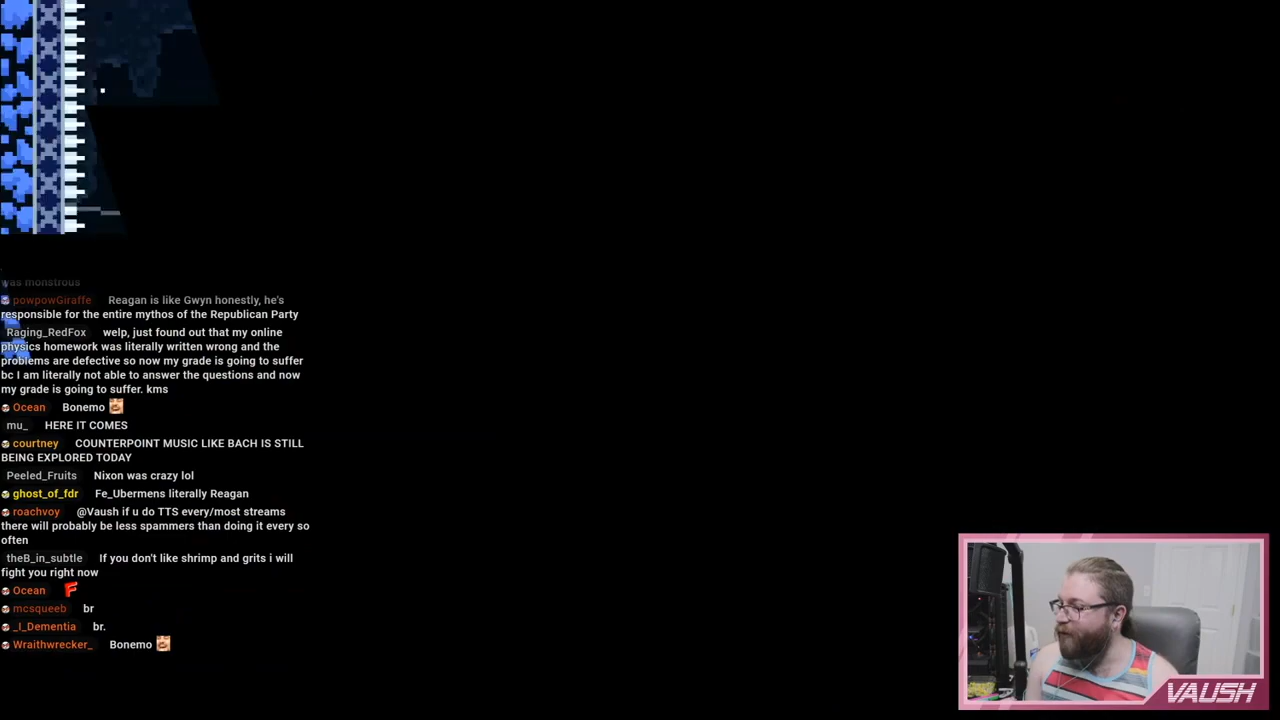 was monstrous
powpowGiraffe Reagan is like Gwyn honestly, he's
responsible for the entire mythos of the Republican Party
Raging_RedFox welp, just found out that my online
physics homework was literally written wrong and the
problems are defective so now my grade is going to suffer
bc I am literally not able to answer the questions and now
my grade is going to suffer. kms
Ocean Bonemo
mu_ HERE IT COMES
courtney COUNTERPOINT MUSIC LIKE BACH IS STILL
BEING EXPLORED TODAY
Peeled_Fruits Nixon was crazy lol
ghost_of_fdr Fe_Ubermens literally Reagan
roachvoy @Vaush if u do TTS every/most streams
there will probably be less spammers than doing it every so
often
theB_in_subtle If you don't like shrimp and grits i will
fight you right now
Ocean F
mcsqueeb br
_I_Dementia br.
Wraithwrecker_ Bonemo
VAUSH